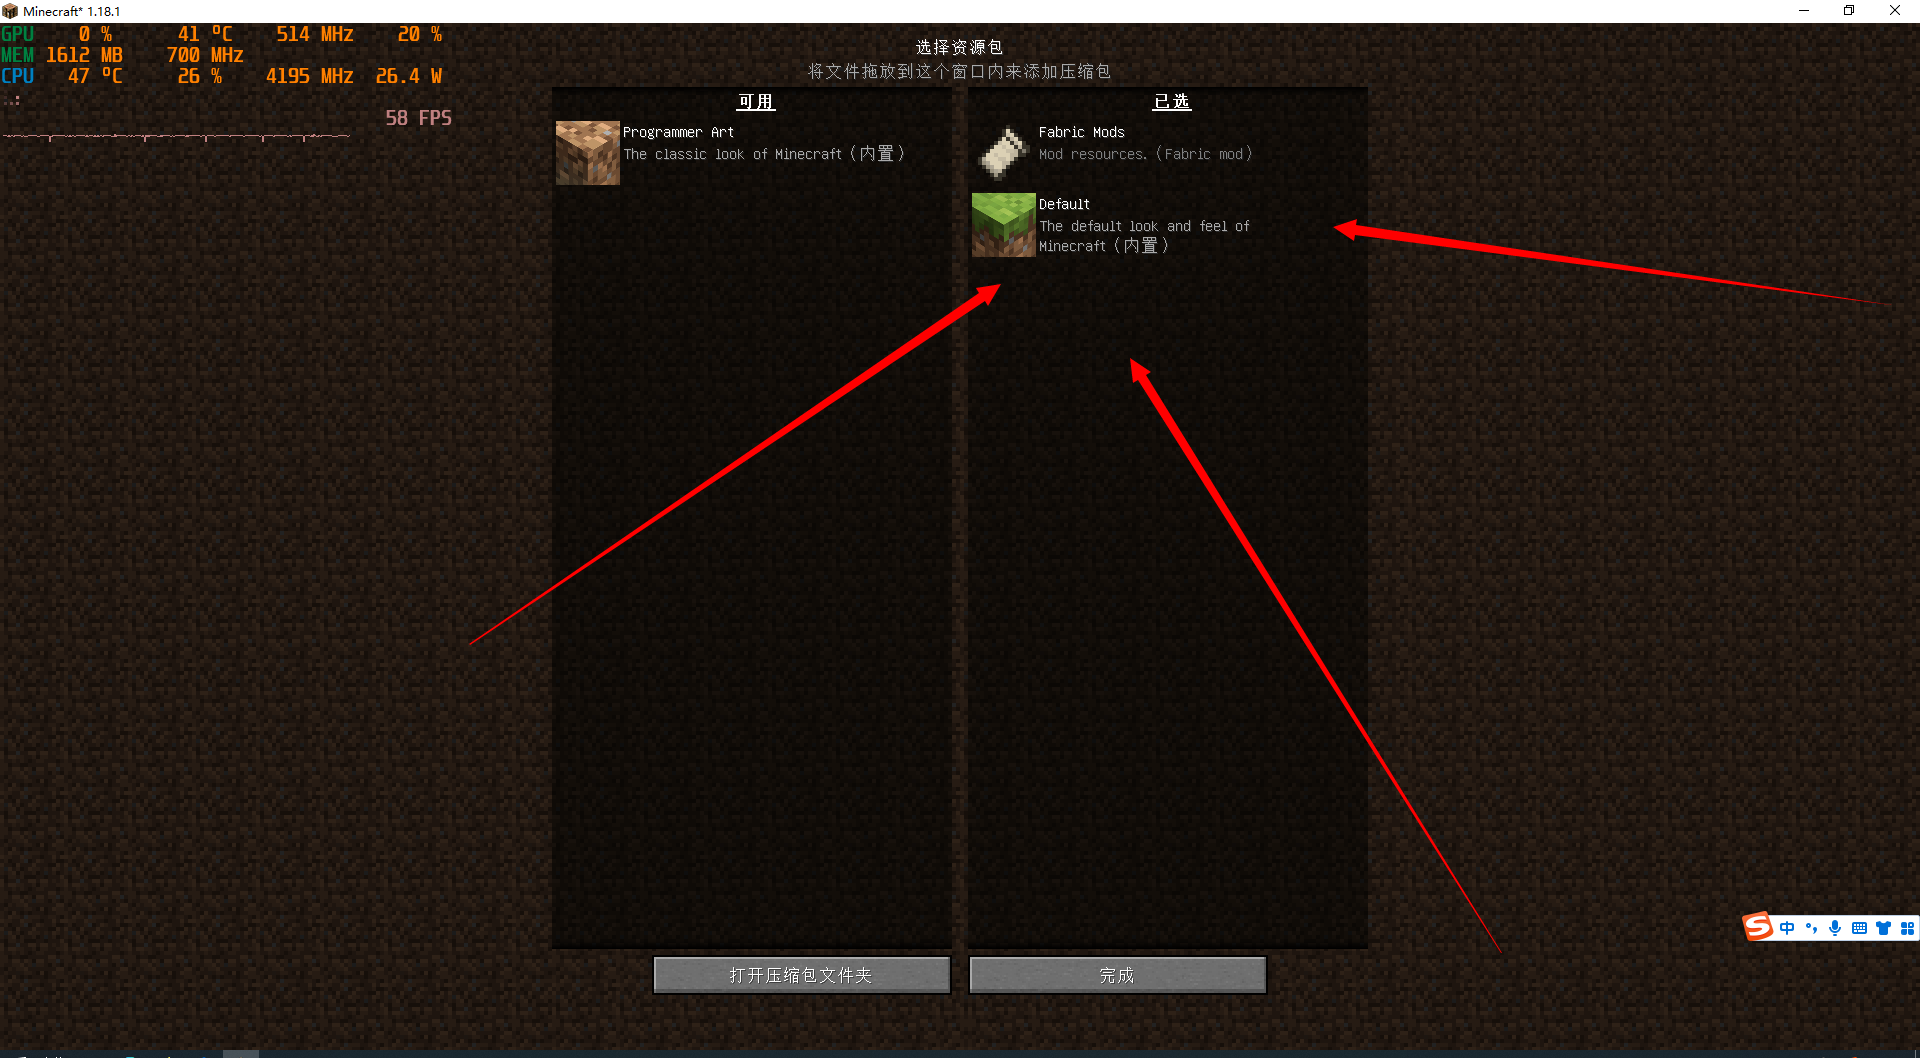 Minecraft* 1.18.1
GPU 0 % 41 °C 514 MHz 20 %
MEM 1612 MB 700 MHz
CPU 47 °C 26 % 4195 MHz 26.4 W
58 FPS
选择资源包
将文件拖放到这个窗口内来添加压缩包
可用
Programmer Art
The classic look of Minecraft（内置）
已选
Fabric Mods
Mod resources.（Fabric mod）
Default
The default look and feel of
Minecraft（内置）
打开压缩包文件夹
完成
S 中